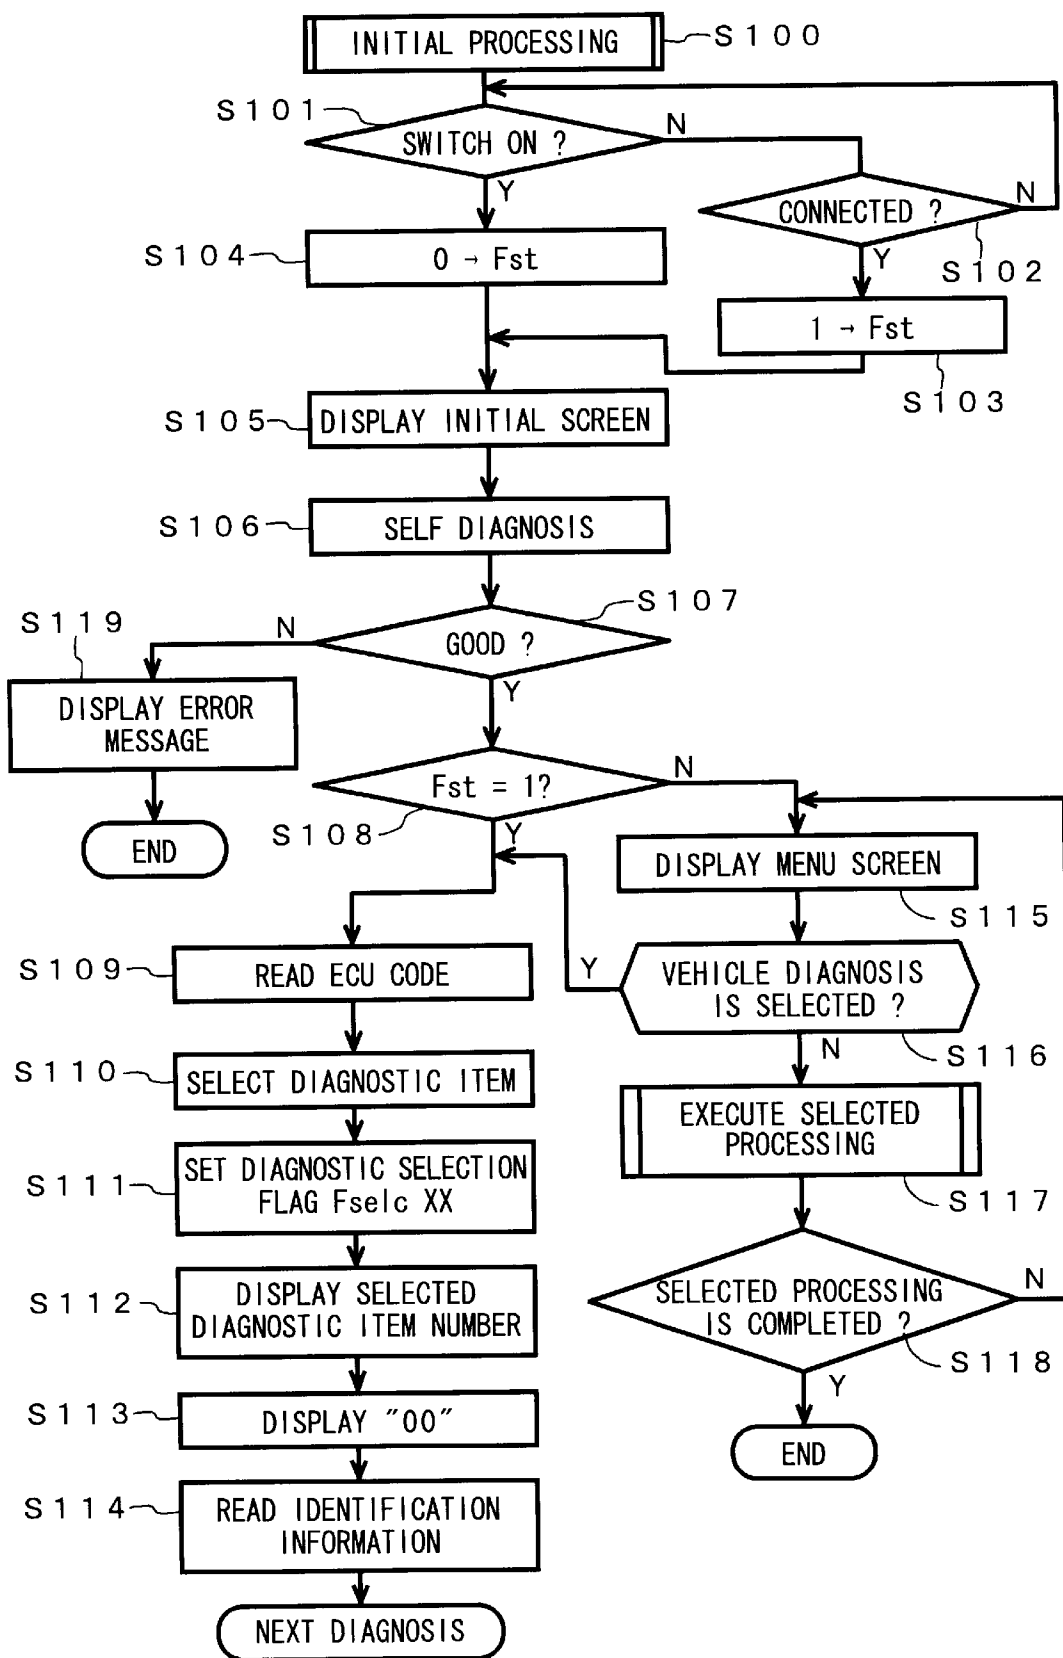 INITIAL PROCESSING
S100
S101
SWITCH ON ?
N
Y
CONNECTED ?
N
S102
Y
S104
0 → Fst
1 → Fst
S103
S105
DISPLAY INITIAL SCREEN
S106
SELF DIAGNOSIS
S107
S119
N
GOOD ?
Y
DISPLAY ERROR
MESSAGE
Fst = 1?
N
S108
Y
END
DISPLAY MENU SCREEN
S115
S109
READ ECU CODE
Y
VEHICLE DIAGNOSIS
IS SELECTED ?
N
S116
S110
SELECT DIAGNOSTIC ITEM
EXECUTE SELECTED
PROCESSING
S111
SET DIAGNOSTIC SELECTION
FLAG Fselc XX
S117
S112
DISPLAY SELECTED
DIAGNOSTIC ITEM NUMBER
SELECTED PROCESSING
IS COMPLETED ?
N
S118
Y
S113
DISPLAY "00"
END
S114
READ IDENTIFICATION
INFORMATION
NEXT DIAGNOSIS